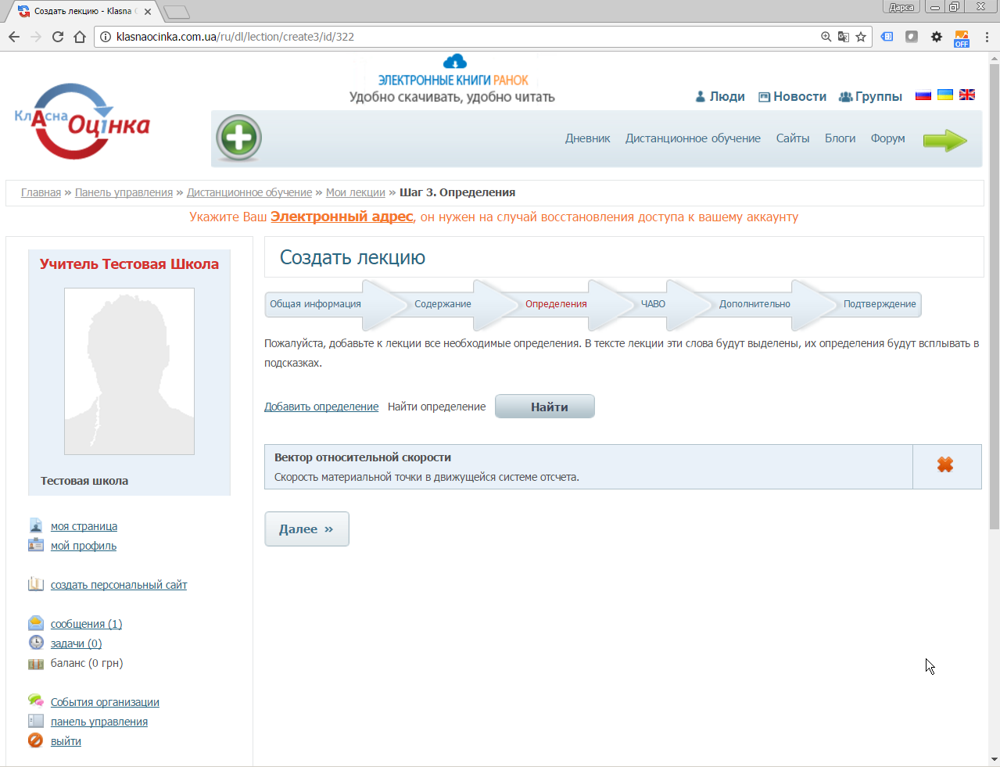 Создать лекцию - Klasna
Дарса
klasnaocinka.com.ua/ru/dl/lection/create3/id/322
OFF
ЭЛЕКТРОННЫЕ КНИГИ РАНОК
Удобно скачивать, удобно читать
КлАсна Оцінка
Люди Новости Группы
Дневник Дистанционное обучение Сайты Блоги Форум
Главная » Панель управления » Дистанционное обучение » Мои лекции » Шаг 3. Определения
Укажите Ваш Электронный адрес, он нужен на случай восстановления доступа к вашему аккаунту
Учитель Тестовая Школа
Тестовая школа
моя страница
мой профиль
создать персональный сайт
сообщения (1)
задачи (0)
баланс (0 грн)
События организации
панель управления
выйти
Создать лекцию
Общая информация Содержание Определения ЧАВО Дополнительно Подтверждение
Пожалуйста, добавьте к лекции все необходимые определения. В тексте лекции эти слова будут выделены, их определения будут всплывать в
подсказках.
Добавить определение Найти определение Найти
Вектор относительной скорости
Скорость материальной точки в движущейся системе отсчета.
Далее »